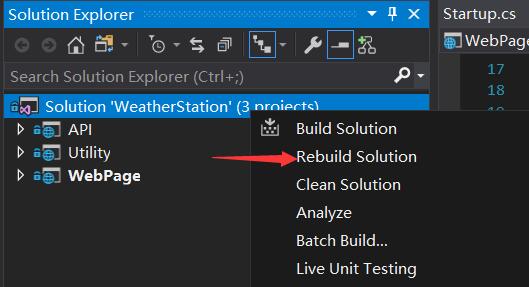 Solution Explorer
Startup.cs
WebPage
Search Solution Explorer (Ctrl+;)
17
18
Solution 'WeatherStation' (3 projects)
API
Utility
WebPage
Build Solution
Rebuild Solution
Clean Solution
Analyze
Batch Build...
Live Unit Testing